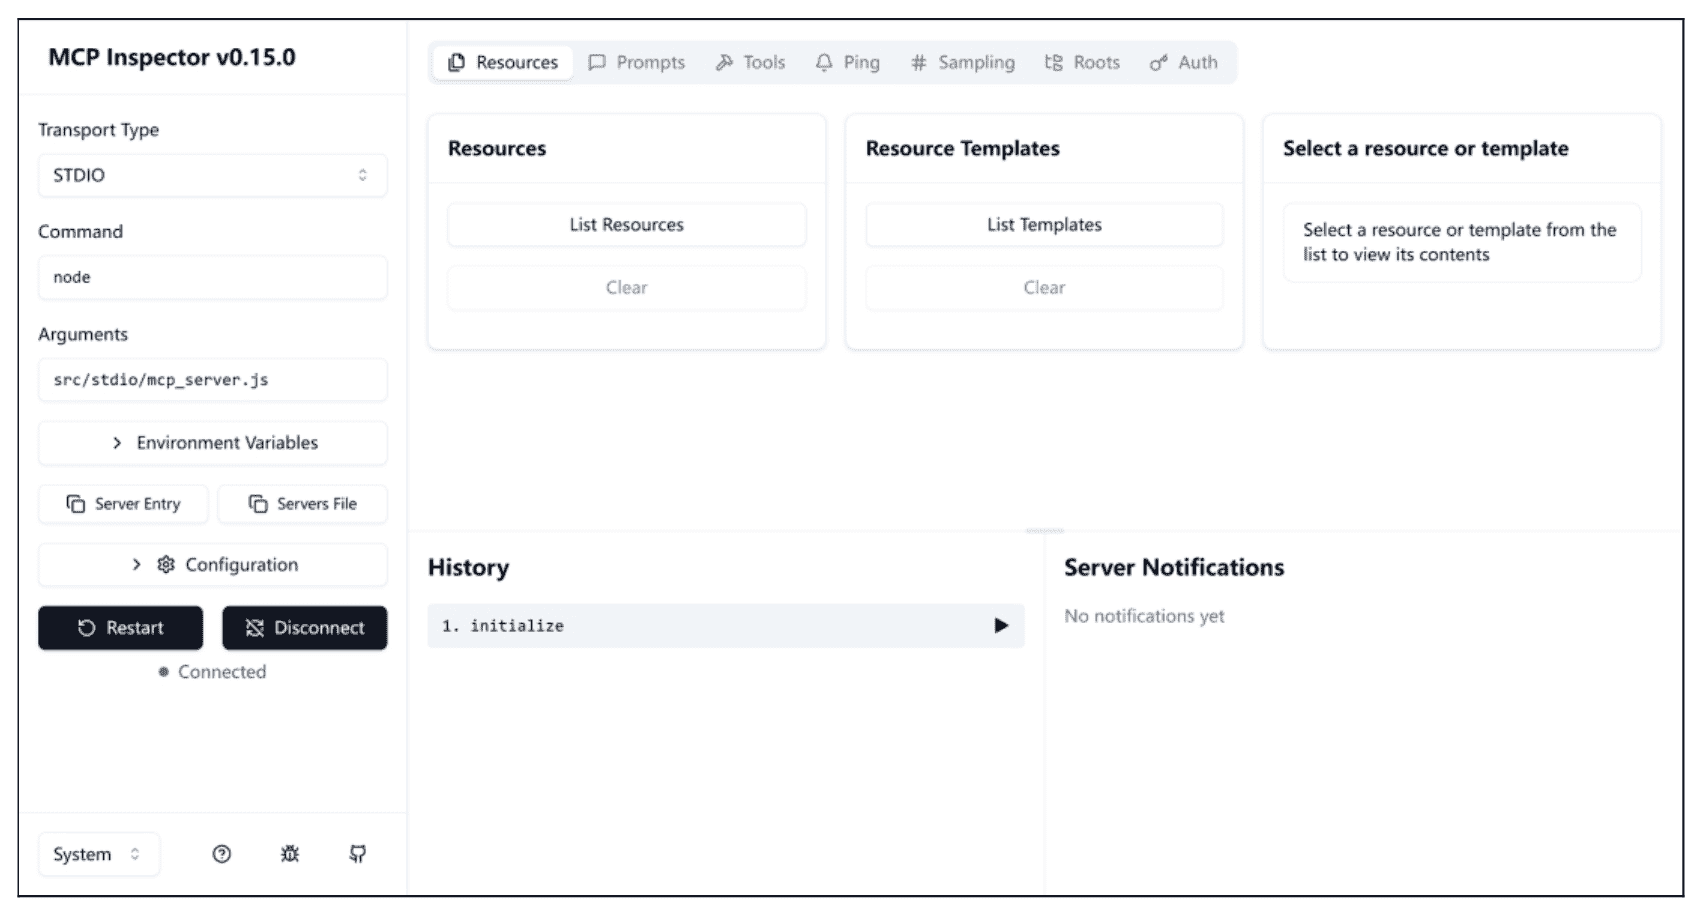 MCP Inspector v0.15.0
Transport Type
STDIO
Command
node
Arguments
src/stdio/mcp_server.js
Environment Variables
Server Entry
Servers File
Configuration
Restart
Disconnect
Connected
System
Resources
Prompts
Tools
Ping
Sampling
Roots
Auth
Resources
List Resources
Clear
Resource Templates
List Templates
Clear
Select a resource or template
Select a resource or template from the
list to view its contents
History
1. initialize
Server Notifications
No notifications yet